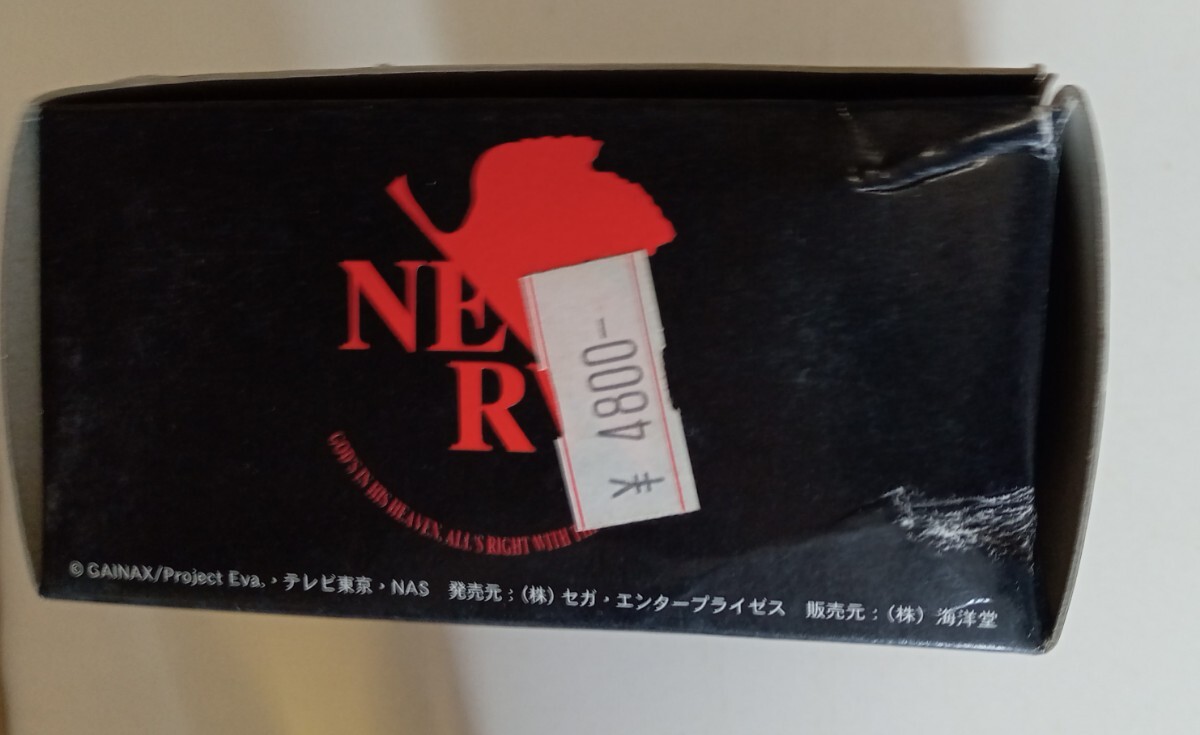 NE
R
¥ 4800-
GOD'S IN HIS HEAVEN, ALL'S RIGHT WITH
©GAINAX/Project Eva.・テレビ東京・NAS 発売元;(株)セガ・エンタープライゼス 販売元;(株)海洋堂